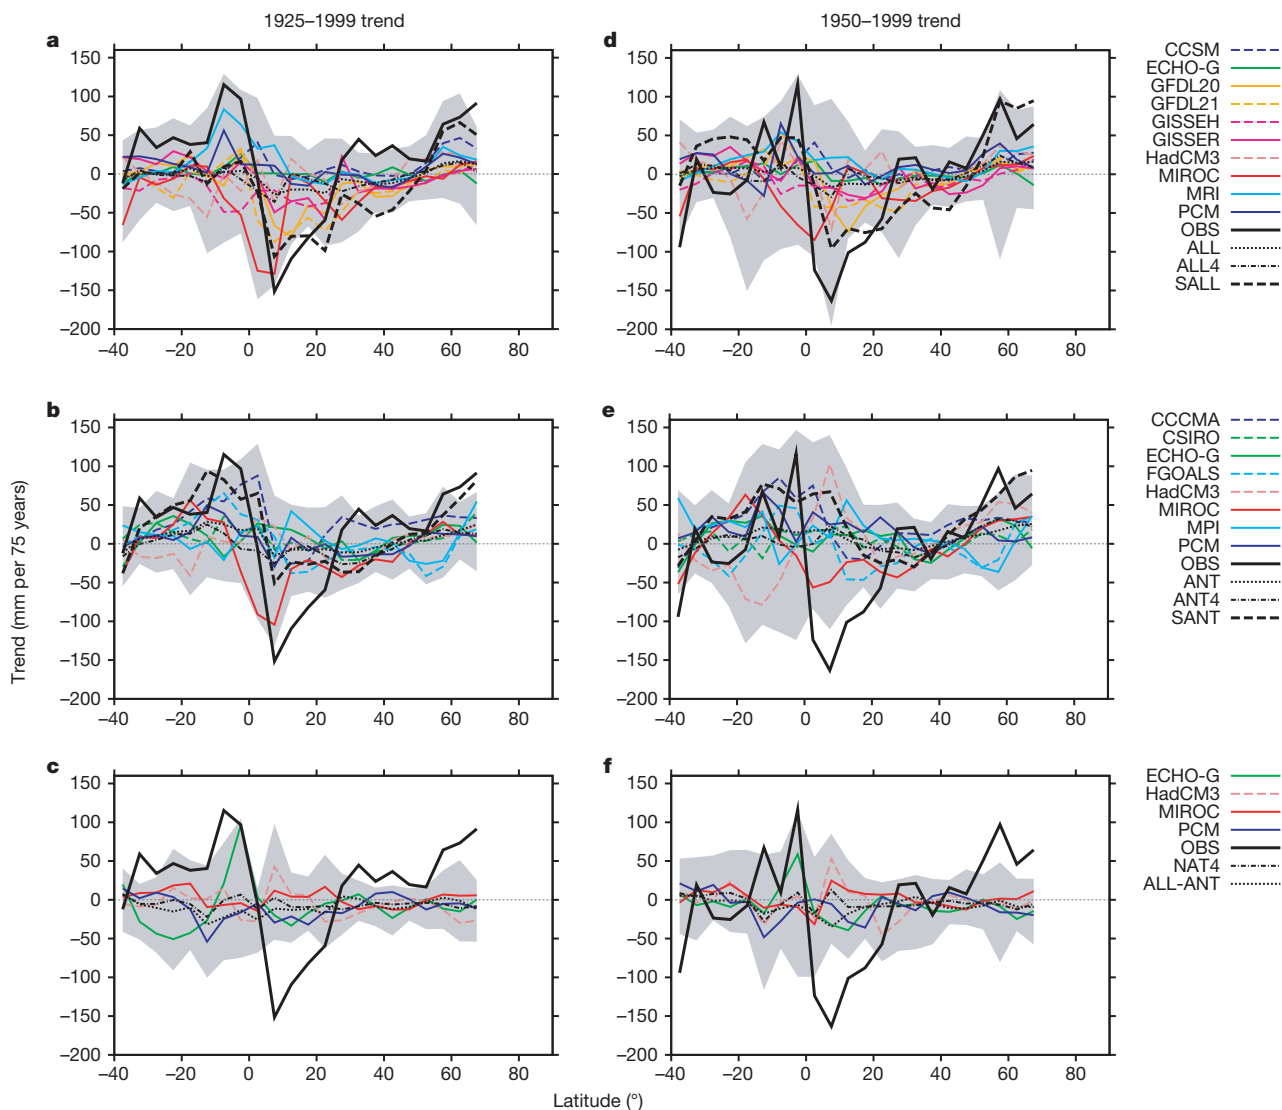 1925–1999 trend
1950–1999 trend
a
150
100
50
0
–50
–100
–150
–200
–40
–20
0
20
40
60
80
d
150
100
50
0
–50
–100
–150
–200
–40
–20
0
20
40
60
80
CCSM
ECHO-G
GFDL20
GFDL21
GISSEH
GISSER
HadCM3
MIROC
MRI
PCM
OBS
ALL
ALL4
SALL
Trend (mm per 75 years)
b
150
100
50
0
–50
–100
–150
–200
–40
–20
0
20
40
60
80
e
150
100
50
0
–50
–100
–150
–200
–40
–20
0
20
40
60
80
CCCMA
CSIRO
ECHO-G
FGOALS
HadCM3
MIROC
MPI
PCM
OBS
ANT
ANT4
SANT
c
150
100
50
0
–50
–100
–150
–200
–40
–20
0
20
40
60
80
f
150
100
50
0
–50
–100
–150
–200
–40
–20
0
20
40
60
80
ECHO-G
HadCM3
MIROC
PCM
OBS
NAT4
ALL-ANT
Latitude (°)